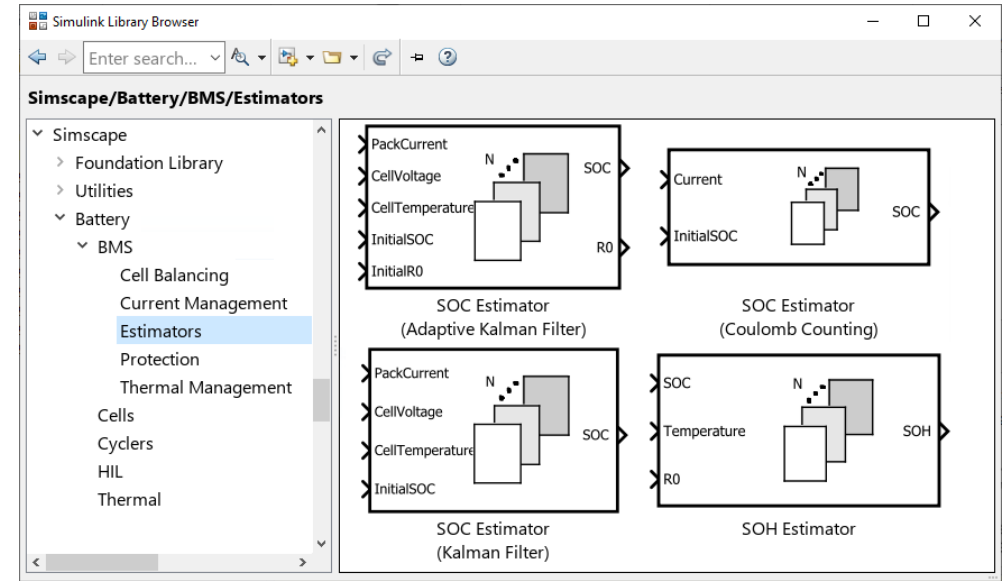 Simulink Library Browser
Enter search...
Simscape/Battery/BMS/Estimators
Simscape
Foundation Library
Utilities
Battery
BMS
Cell Balancing
Current Management
Estimators
Protection
Thermal Management
Cells
Cyclers
HIL
Thermal
PackCurrent
CellVoltage
CellTemperature
InitialSOC
InitialR0
N
SOC
R0
SOC Estimator
(Adaptive Kalman Filter)
Current
InitialSOC
N
SOC
SOC Estimator
(Coulomb Counting)
PackCurrent
CellVoltage
CellTemperature
InitialSOC
N
SOC
SOC Estimator
(Kalman Filter)
SOC
Temperature
R0
N
SOH
SOH Estimator